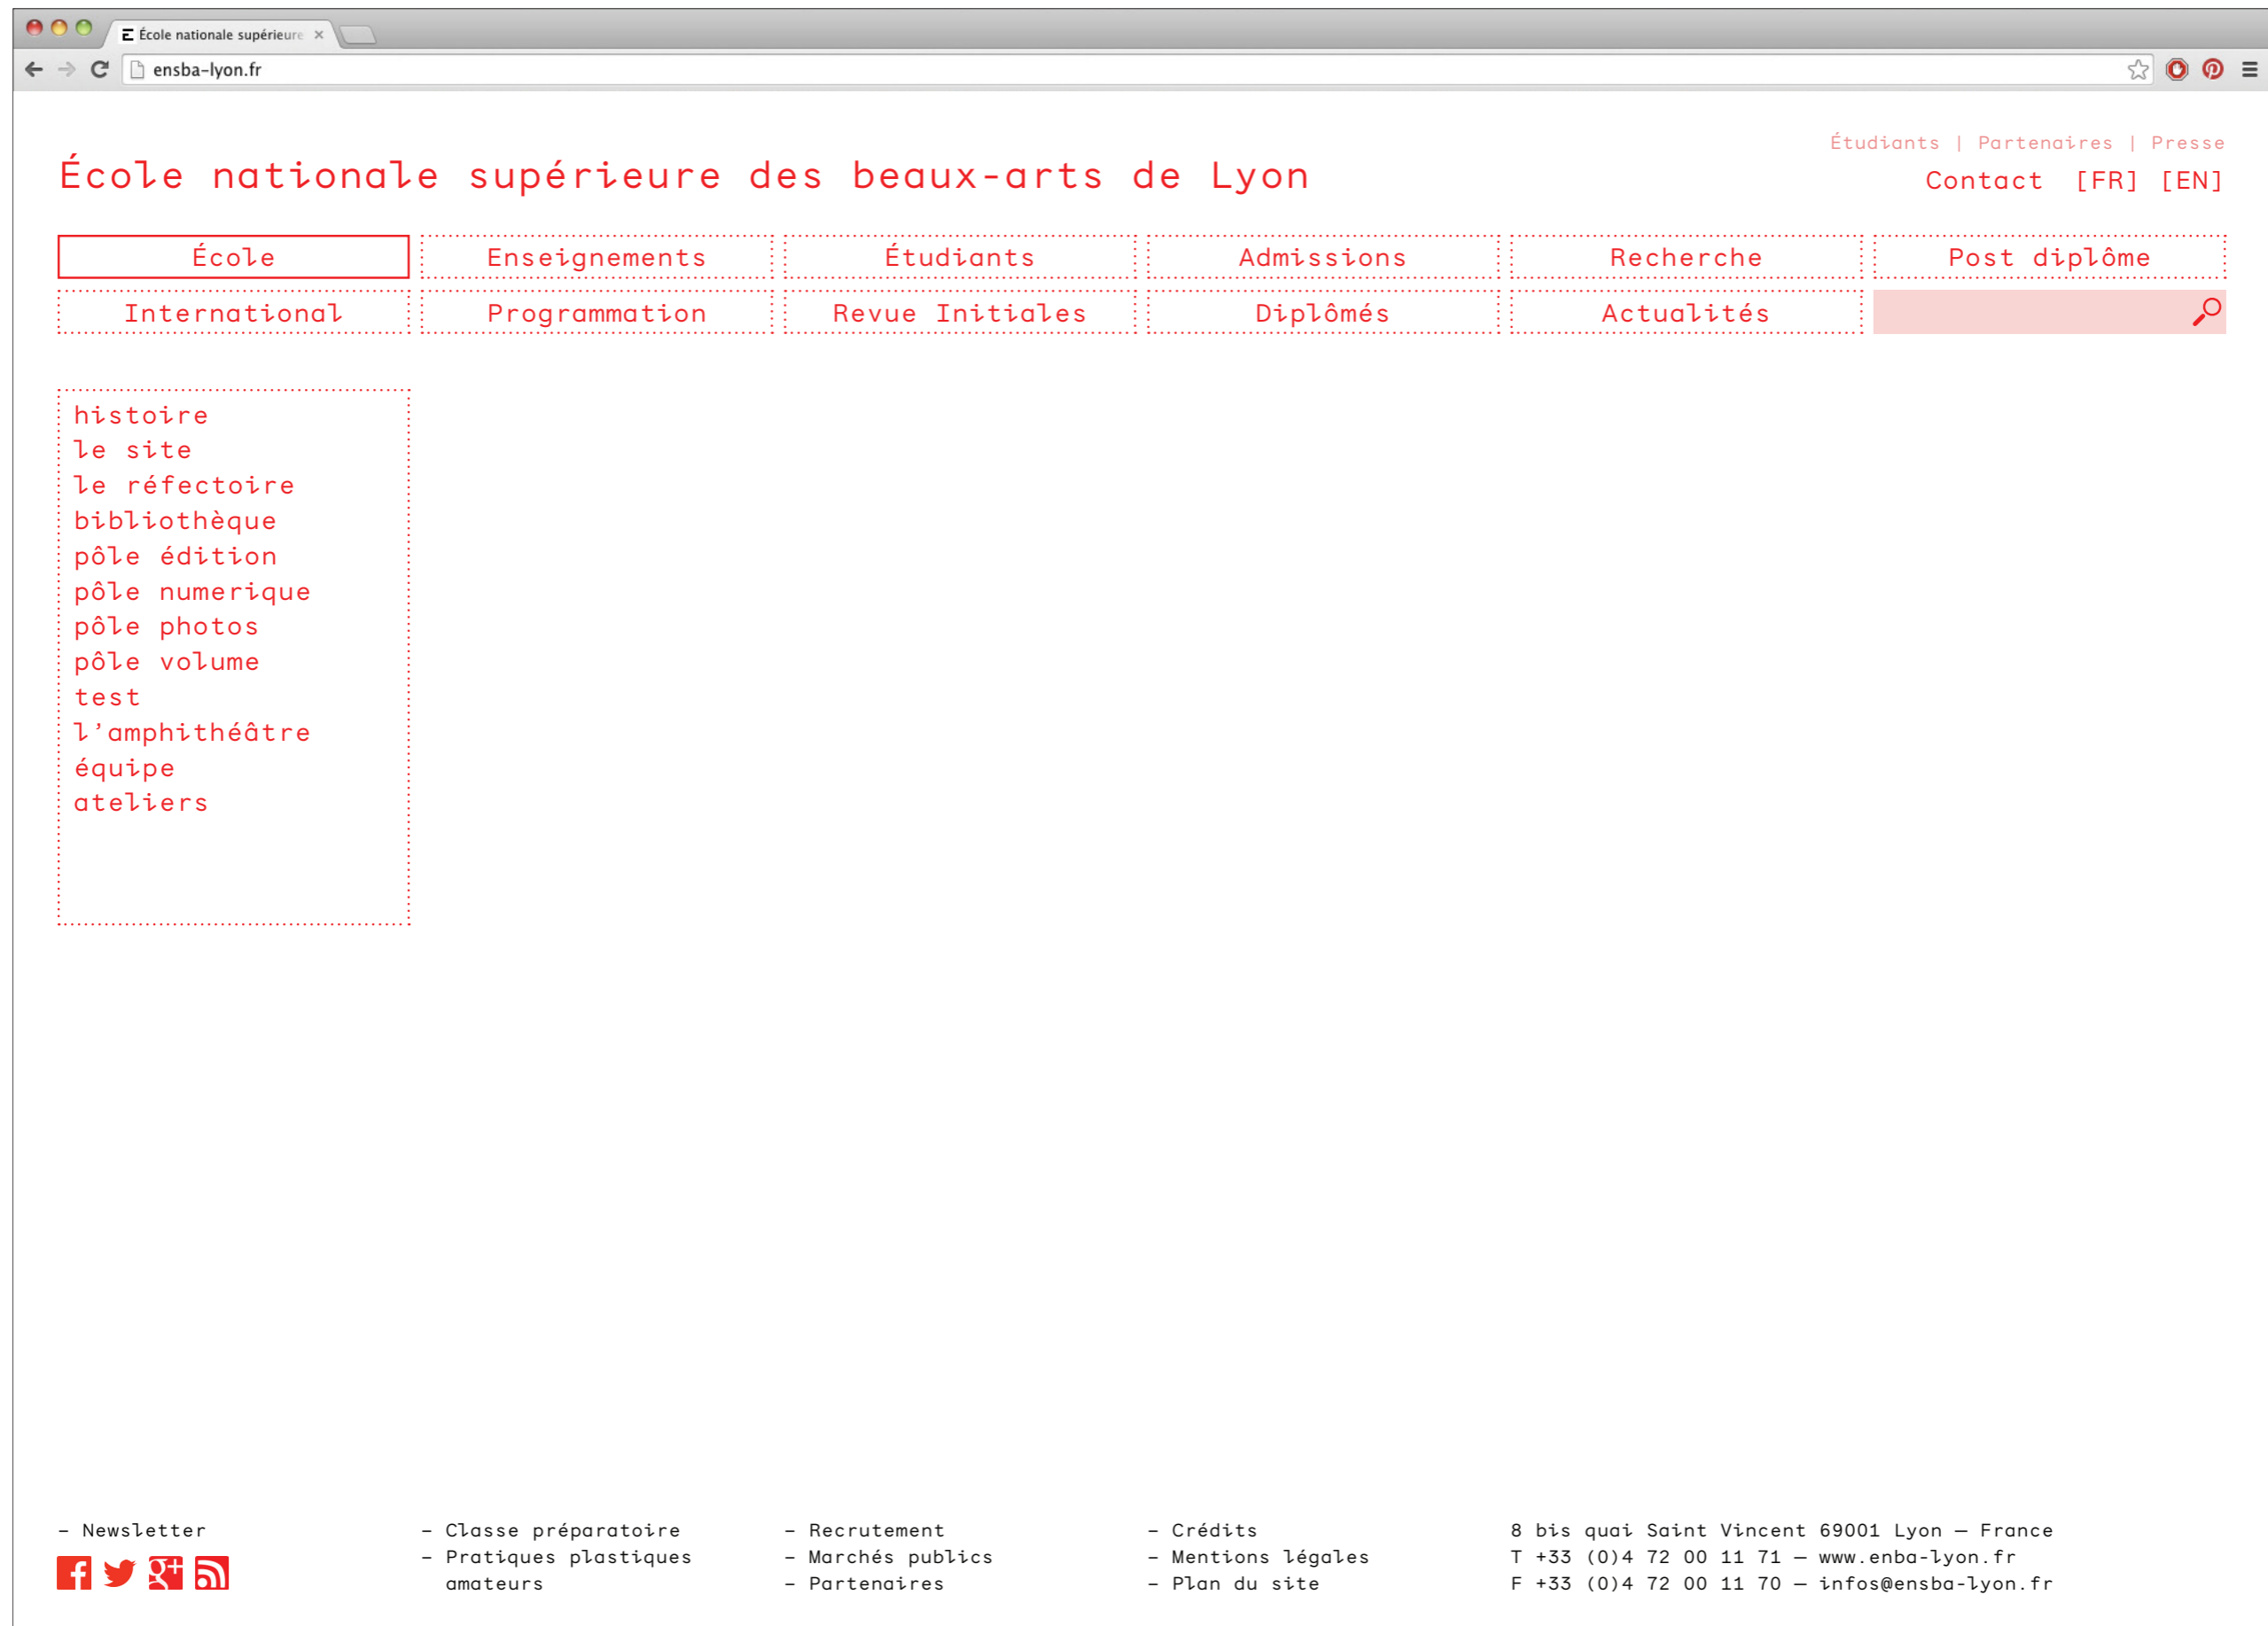 École nationale supérieure
ensba-lyon.fr
Étudiants | Partenaires | Presse
École nationale supérieure des beaux-arts de Lyon
Contact [FR] [EN]
École Enseignements Étudiants Admissions Recherche Post diplôme
International Programmation Revue Initiales Diplômés Actualités
histoire
le site
le réfectoire
bibliothèque
pôle édition
pôle numerique
pôle photos
pôle volume
test
l’amphithéâtre
équipe
ateliers
– Newsletter
– Classe préparatoire
– Pratiques plastiques
amateurs
– Recrutement
– Marchés publics
– Partenaires
– Crédits
– Mentions légales
– Plan du site
8 bis quai Saint Vincent 69001 Lyon — France
T +33 (0)4 72 00 11 71 — www.enba-lyon.fr
F +33 (0)4 72 00 11 70 — infos@ensba-lyon.fr